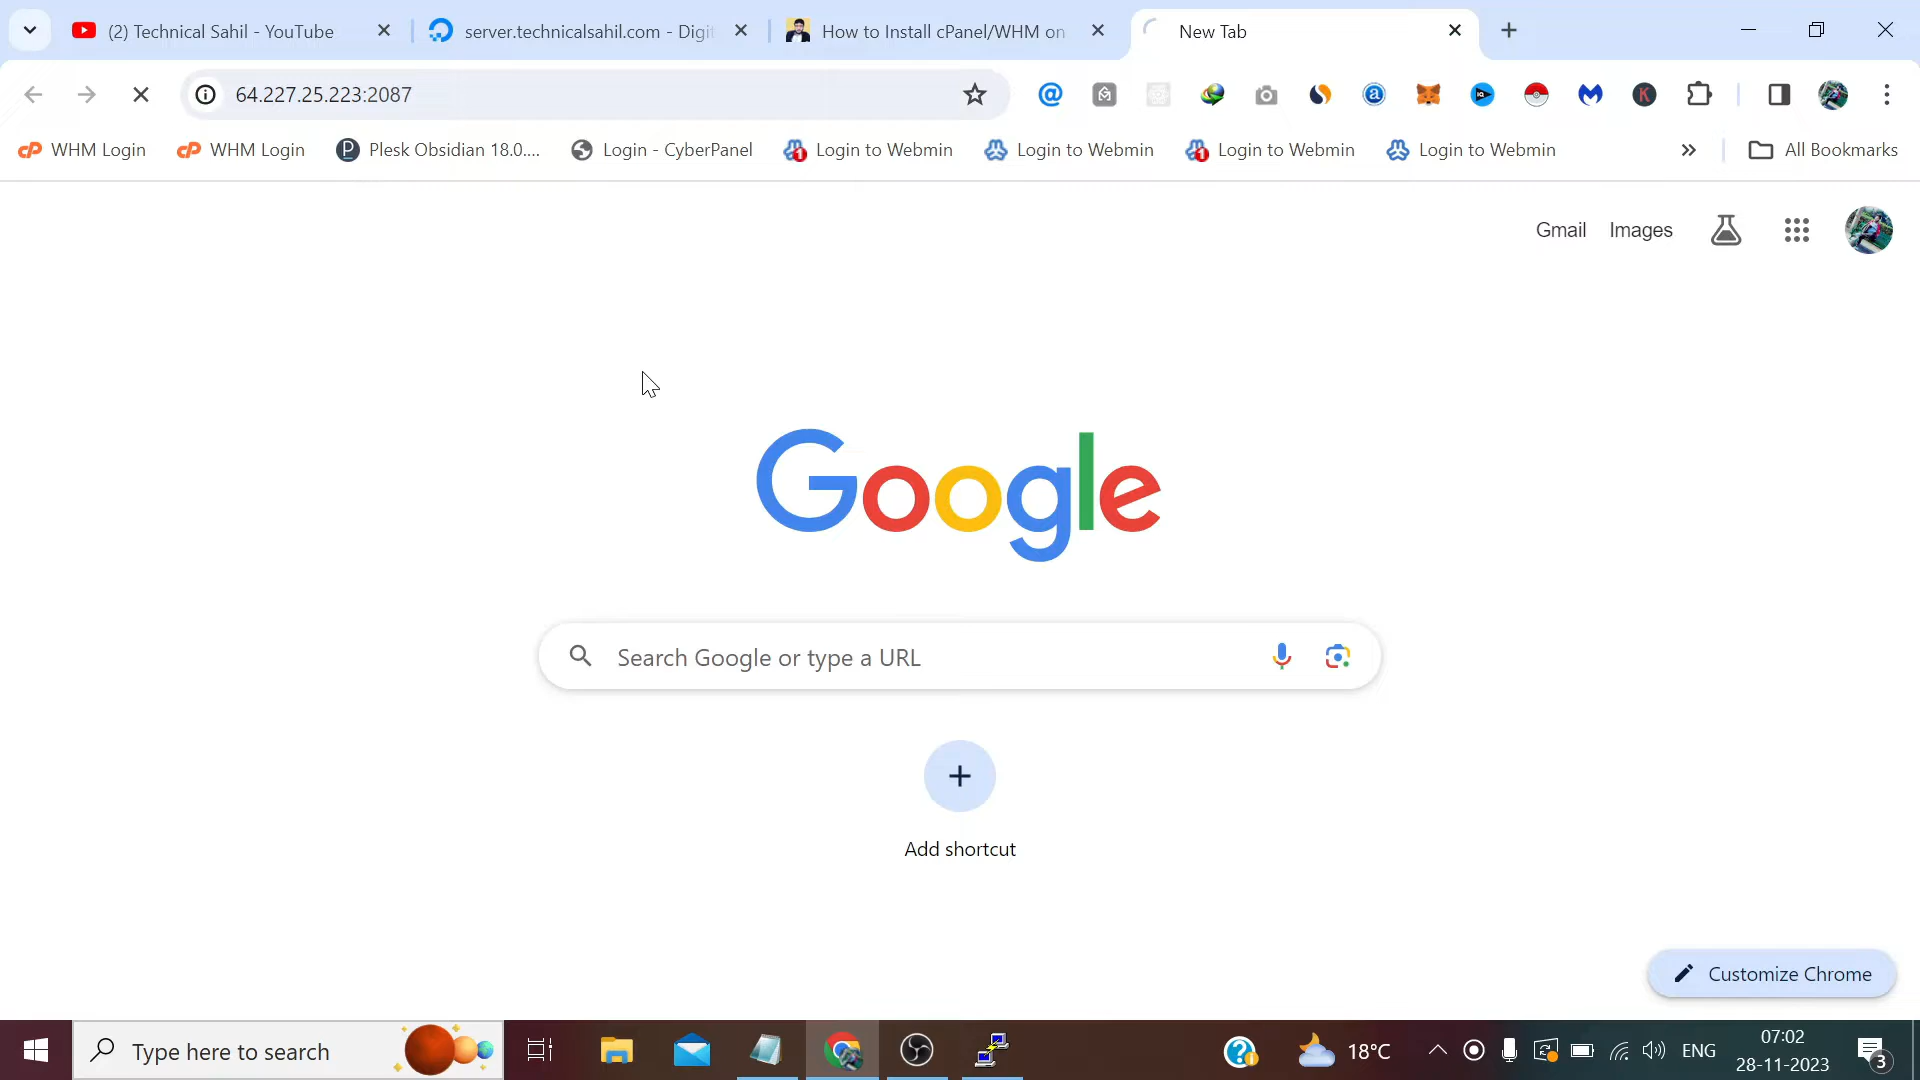 (2) Technical Sahil - YouTube
server.technicalsahil.com - Digit
How to Install cPanel/WHM on
New Tab
64.227.25.223:2087
WHM Login
WHM Login
Plesk Obsidian 18.0....
Login - CyberPanel
Login to Webmin
Login to Webmin
Login to Webmin
Login to Webmin
All Bookmarks
Gmail
Images
Google
Search Google or type a URL
Add shortcut
Customize Chrome
Type here to search
18°C
ENG
07:02
28-11-2023
3